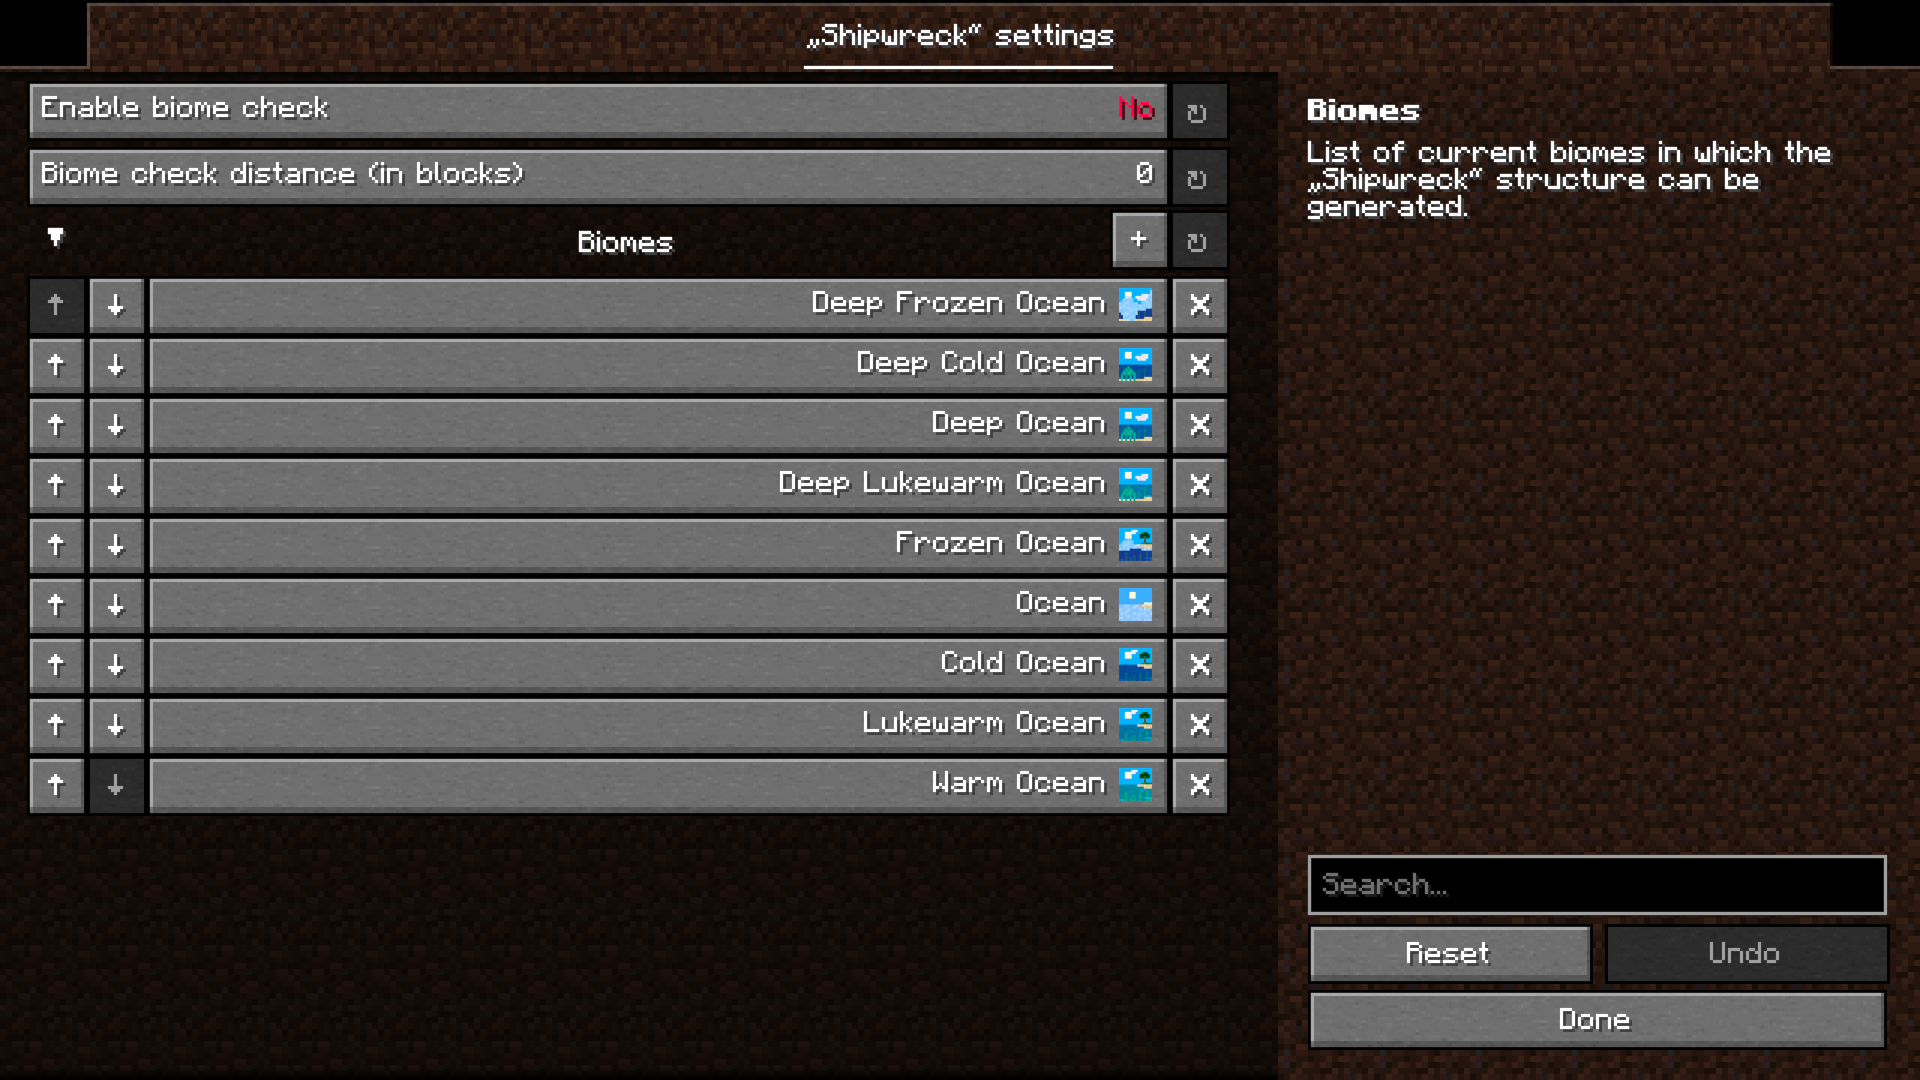 „Shipwreck“ settings
Enable biome check No
Biome check distance (in blocks) 0
Biomes +
Deep Frozen Ocean
Deep Cold Ocean
Deep Ocean
Deep Lukewarm Ocean
Frozen Ocean
Ocean
Cold Ocean
Lukewarm Ocean
Warm Ocean
Biomes
List of current biomes in which the
„Shipwreck“ structure can be
generated.
Search...
Reset Undo
Done